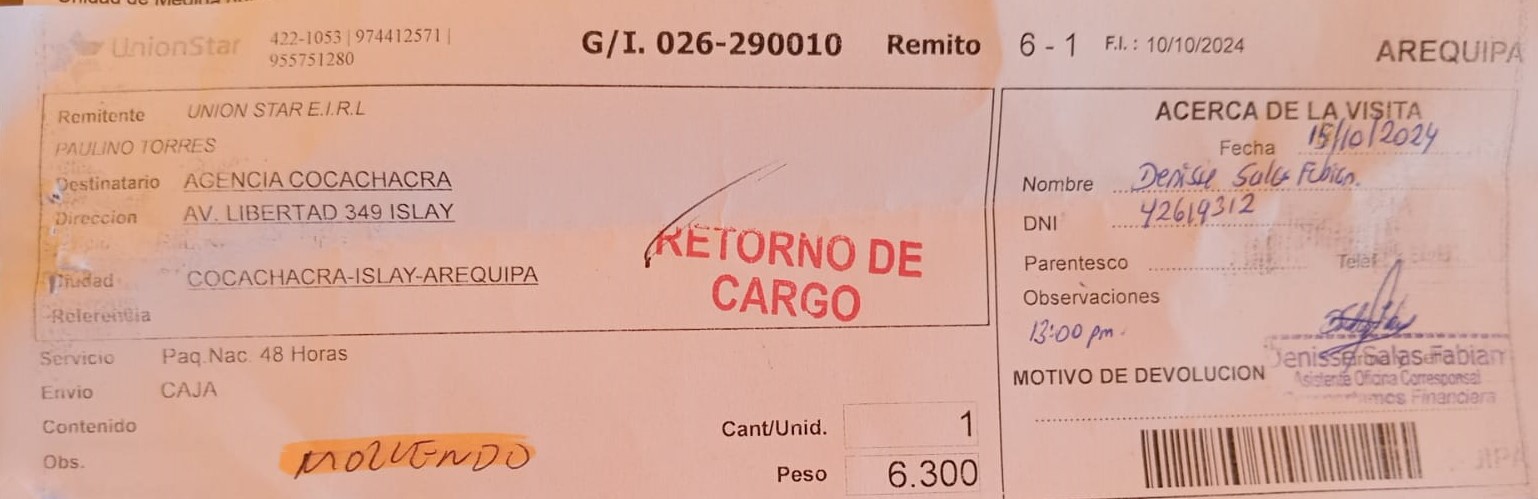 UnionStar 422-1053 | 974412571 |
955751280
G/I. 026-290010 Remito 6 - 1 F.I. : 10/10/2024 AREQUIPA
Remitente UNION STAR E.I.R.L
PAULINO TORRES
Destinatario AGENCIA COCACHACRA
Direccion AV. LIBERTAD 349 ISLAY
Ciudad COCACHACRA-ISLAY-AREQUIPA
Referencia
RETORNO DE
CARGO
Servicio Paq.Nac. 48 Horas
Envio CAJA
Contenido
Obs. MOLLENDO
Cant/Unid. 1
Peso 6.300
ACERCA DE LA VISITA
Fecha 15/10/2024
Nombre Denisse Salas Fabian.
DNI 42619312
Parentesco Telef
Observaciones
13:00 pm.
Denisse Salas Fabian
Asistente Oficina Corresponsal
Financiera
MOTIVO DE DEVOLUCION